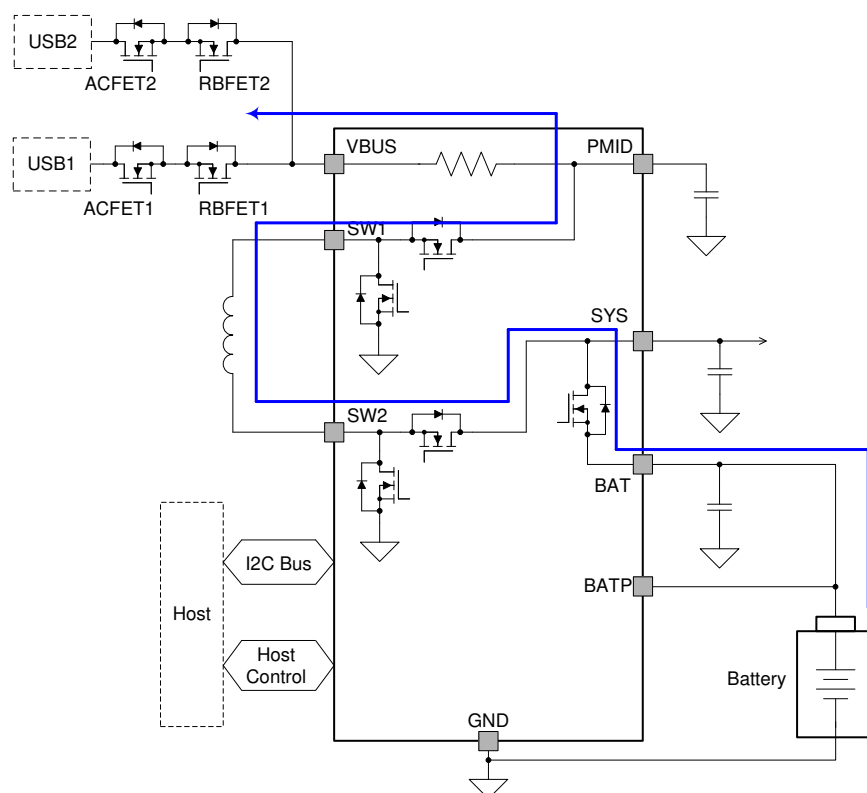 USB2
ACFET2
RBFET2
USB1
VBUS
PMID
ACFET1
RBFET1
SW1
SYS
SW2
BAT
I2C Bus
BATP
Host
Host
Control
Battery
GND